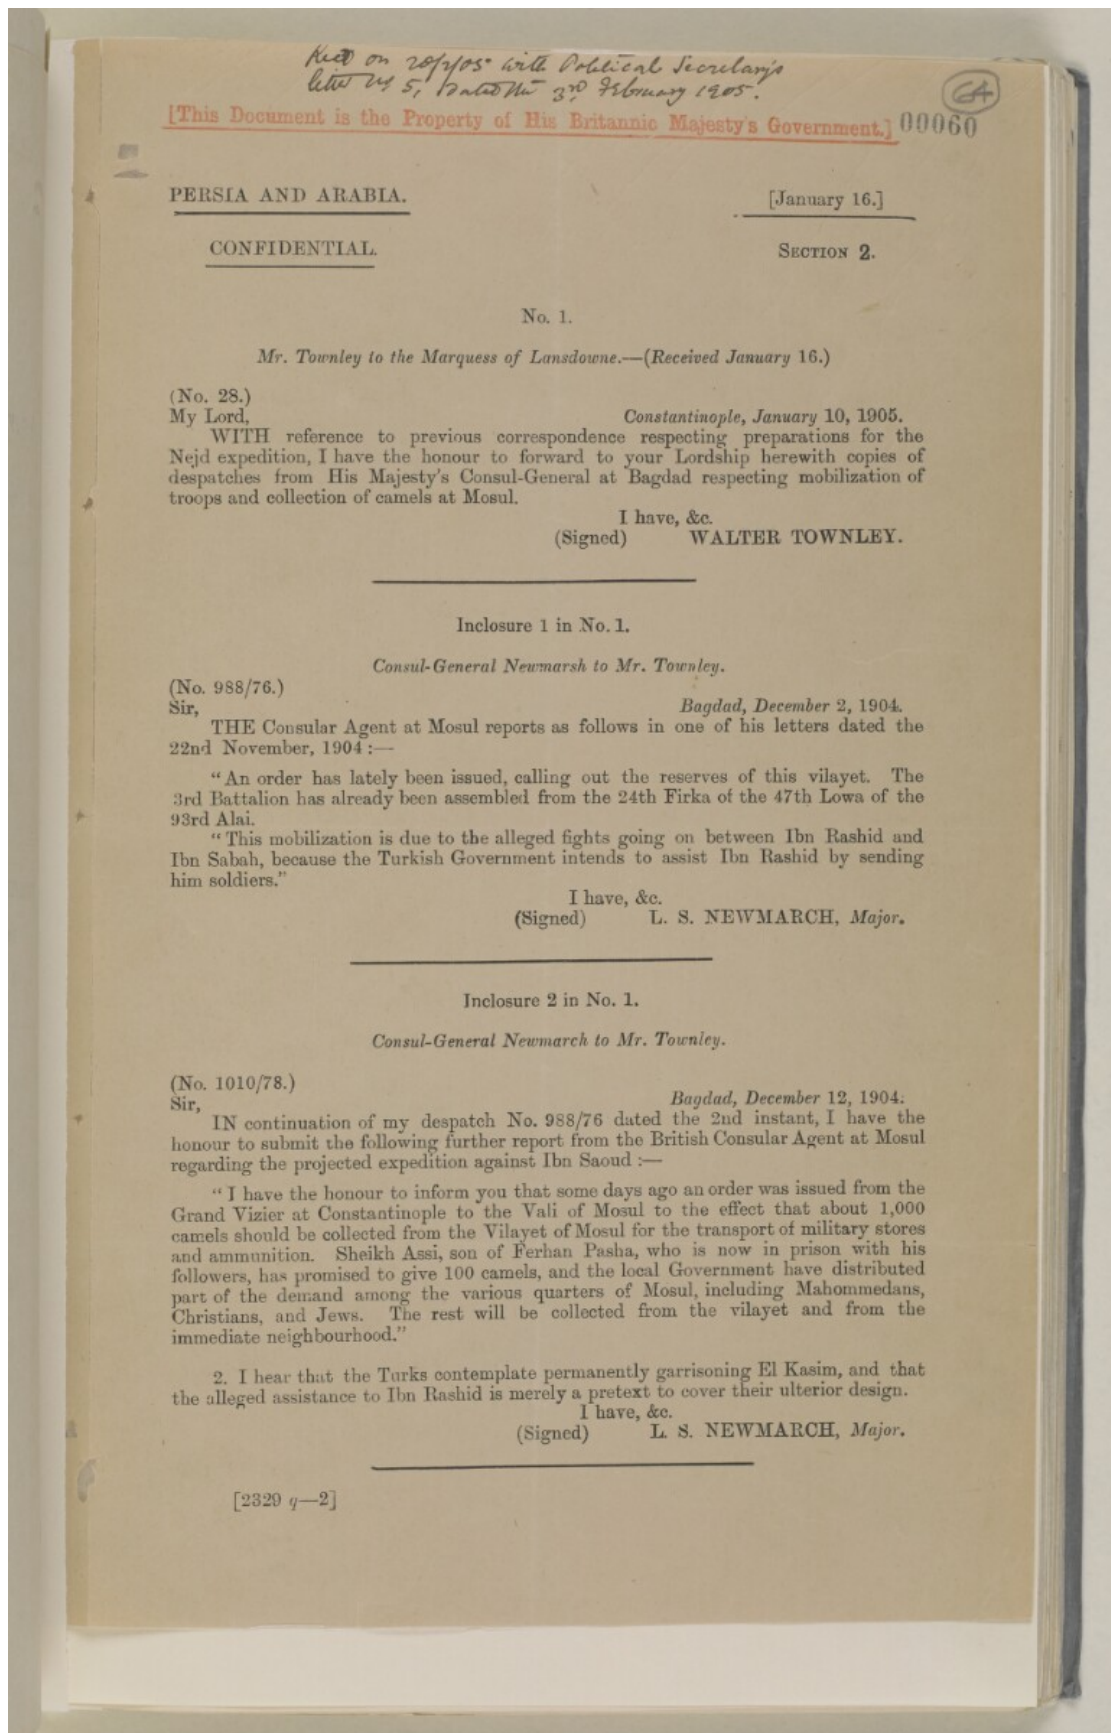 Recd on 20/2/05 with Political Secretary's
letter No 5, dated the 3rd February 1905.
64
[This Document is the Property of His Britannic Majesty's Government.] 00060
PERSIA AND ARABIA. [January 16.]
CONFIDENTIAL. SECTION 2.
No. 1.
Mr. Townley to the Marquess of Lansdowne.—(Received January 16.)
(No. 28.)
My Lord, Constantinople, January 10, 1905.
WITH reference to previous correspondence respecting preparations for the
Nejd expedition, I have the honour to forward to your Lordship herewith copies of
despatches from His Majesty's Consul-General at Bagdad respecting mobilization of
troops and collection of camels at Mosul.
I have, &c.
(Signed) WALTER TOWNLEY.
Inclosure 1 in No. 1.
Consul-General Newmarsh to Mr. Townley.
(No. 988/76.)
Sir, Bagdad, December 2, 1904.
THE Consular Agent at Mosul reports as follows in one of his letters dated the
22nd November, 1904 :—
"An order has lately been issued, calling out the reserves of this vilayet. The
3rd Battalion has already been assembled from the 24th Firka of the 47th Lowa of the
93rd Alai.
"This mobilization is due to the alleged fights going on between Ibn Rashid and
Ibn Sabah, because the Turkish Government intends to assist Ibn Rashid by sending
him soldiers."
I have, &c.
(Signed) L. S. NEWMARCH, Major.
Inclosure 2 in No. 1.
Consul-General Newmarch to Mr. Townley.
(No. 1010/78.)
Sir, Bagdad, December 12, 1904.
IN continuation of my despatch No. 988/76 dated the 2nd instant, I have the
honour to submit the following further report from the British Consular Agent at Mosul
regarding the projected expedition against Ibn Saoud :—
"I have the honour to inform you that some days ago an order was issued from the
Grand Vizier at Constantinople to the Vali of Mosul to the effect that about 1,000
camels should be collected from the Vilayet of Mosul for the transport of military stores
and ammunition. Sheikh Assi, son of Ferhan Pasha, who is now in prison with his
followers, has promised to give 100 camels, and the local Government have distributed
part of the demand among the various quarters of Mosul, including Mahommedans,
Christians, and Jews. The rest will be collected from the vilayet and from the
immediate neighbourhood."
2. I hear that the Turks contemplate permanently garrisoning El Kasim, and that
the alleged assistance to Ibn Rashid is merely a pretext to cover their ulterior design.
I have, &c.
(Signed) L. S. NEWMARCH, Major.
[2329 q—2]